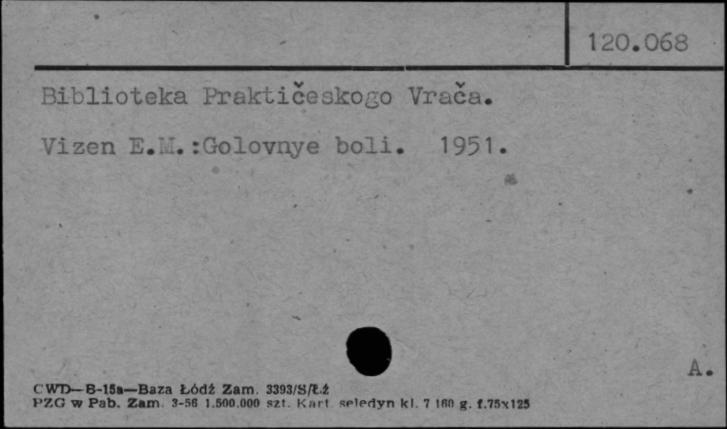 120.068
Biblioteka Praktičeskogo Vrača.
Vizen E.M.:Golovnye boli. 1951.
A.
CWD—B-15a—Baza Łódź Zam. 3393/S/Łź
PZG w Pab. Zam. 3-56 1.500.000 szt. Kart. seledyn kl. 7 160 g. f.75x125